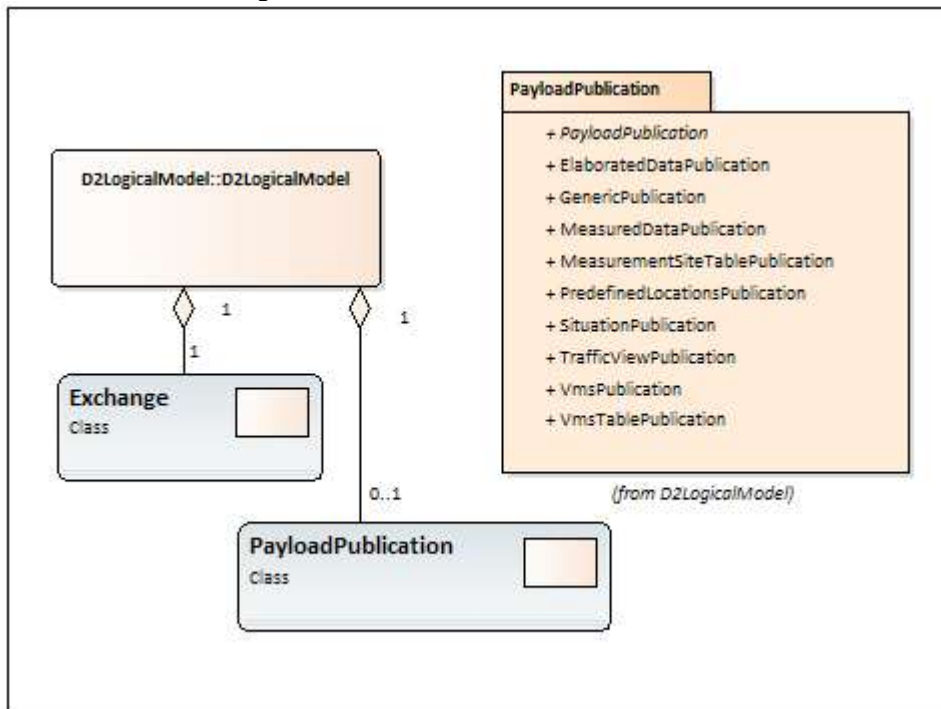 PayloadPublication
+ PayloadPublication
+ ElaboratedDataPublication
+ GenericPublication
+ MeasuredDataPublication
+ MeasurementSiteTablePublication
+ PredefinedLocationsPublication
+ SituationPublication
+ TrafficViewPublication
+ VmsPublication
+ VmsTablePublication
(from D2LogicalModel)
D2LogicalModel::D2LogicalModel
1
1
1
Exchange
Class
0..1
PayloadPublication
Class